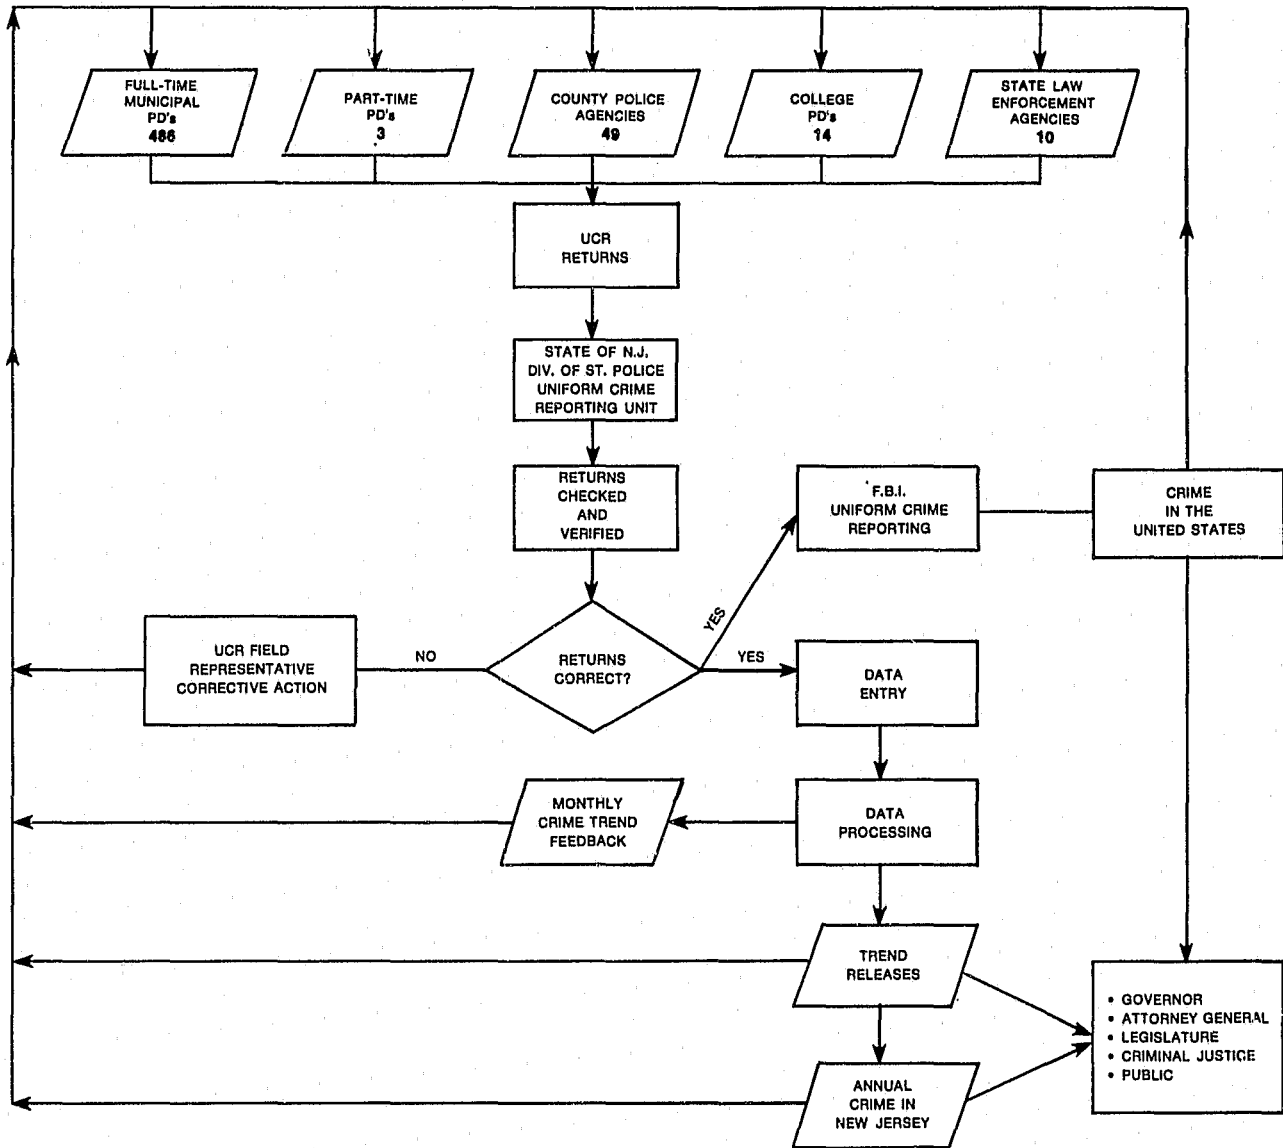 FULL-TIME
MUNICIPAL
PD's
486
PART-TIME
PD's
3
COUNTY POLICE
AGENCIES
49
COLLEGE
PD's
14
STATE LAW
ENFORCEMENT
AGENCIES
10
UCR
RETURNS
STATE OF N.J.
DIV. OF ST. POLICE
UNIFORM CRIME
REPORTING UNIT
RETURNS
CHECKED
AND
VERIFIED
F.B.I.
UNIFORM CRIME
REPORTING
CRIME
IN THE
UNITED STATES
UCR FIELD
REPRESENTATIVE
CORRECTIVE ACTION
NO
RETURNS
CORRECT?
YES
YES
DATA
ENTRY
MONTHLY
CRIME TREND
FEEDBACK
DATA
PROCESSING
TREND
RELEASES
• GOVERNOR
• ATTORNEY GENERAL
• LEGISLATURE
• CRIMINAL JUSTICE
• PUBLIC
ANNUAL
CRIME IN
NEW JERSEY